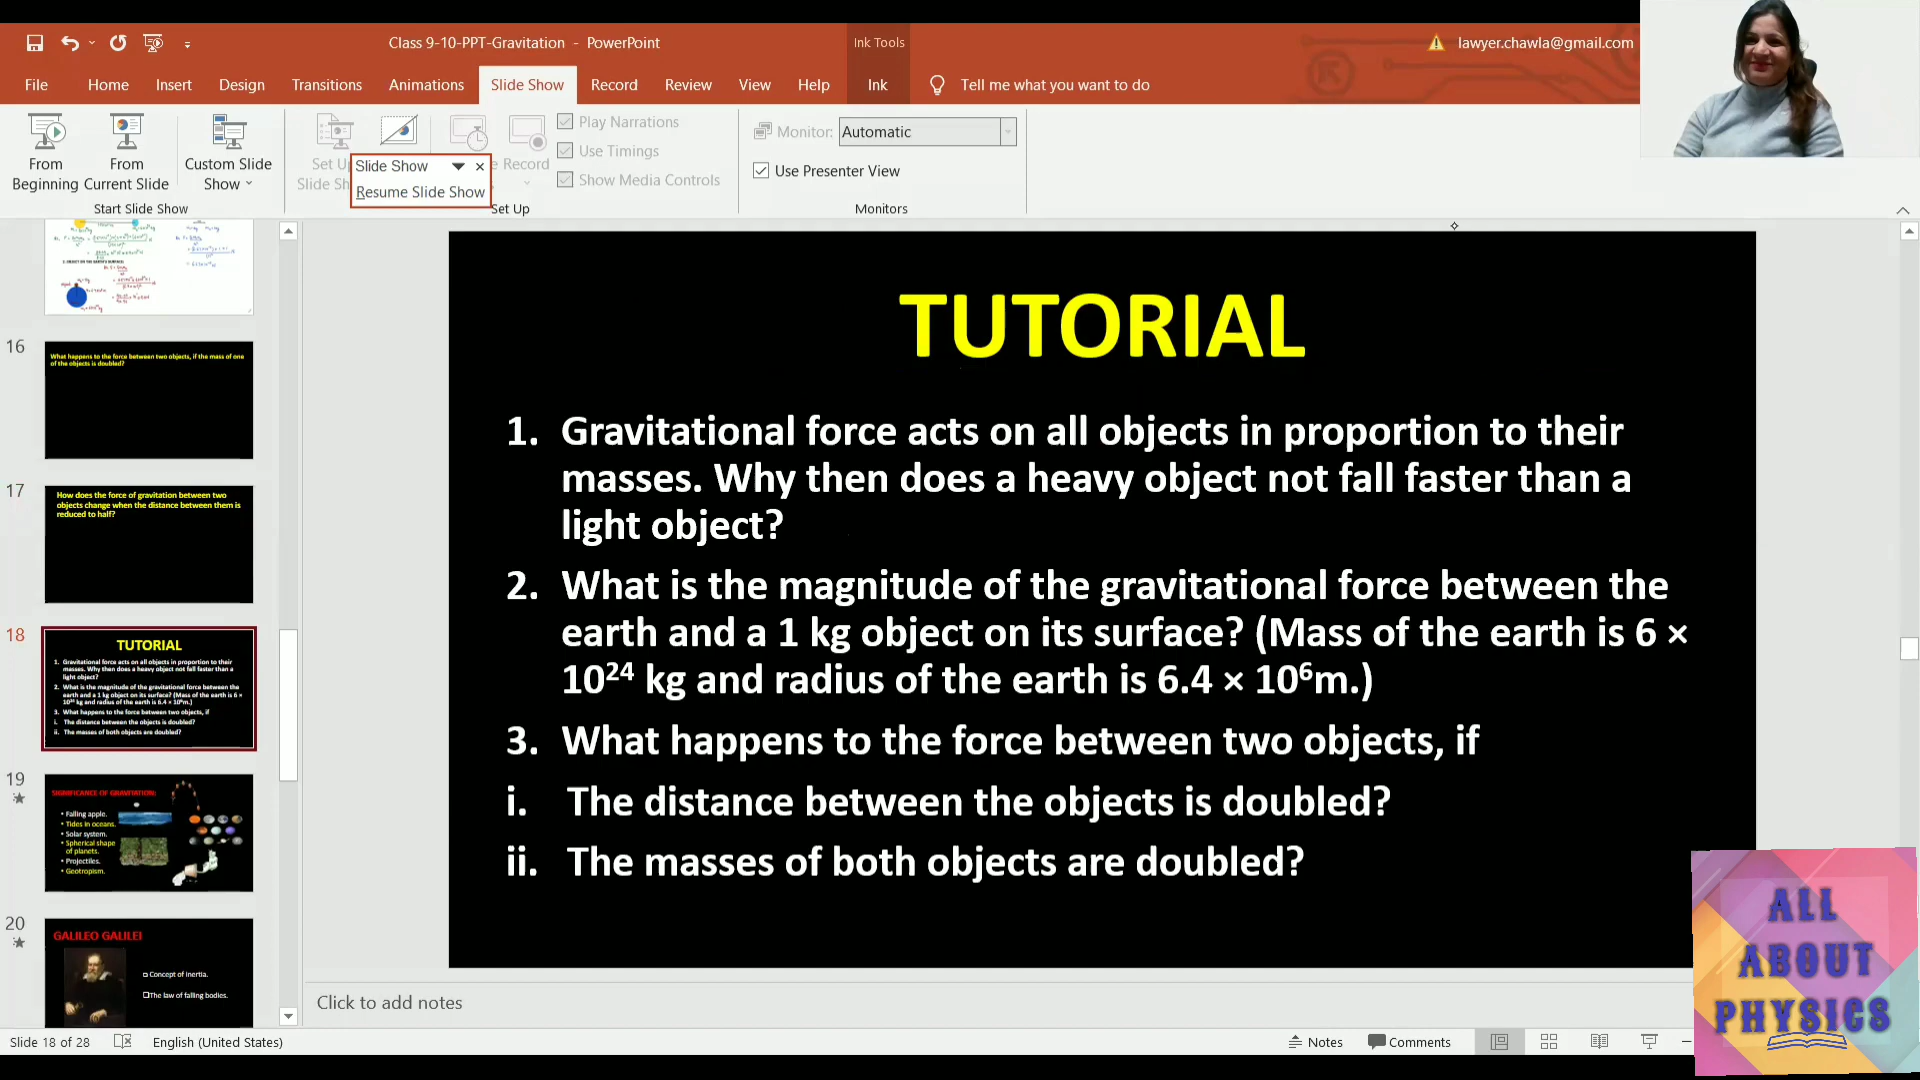 Class 9-10-PPT-Gravitation - PowerPoint
Ink Tools
lawyer.chawla@gmail.com
File
Home
Insert
Design
Transitions
Animations
Slide Show
Record
Review
View
Help
Ink
Tell me what you want to do
From Beginning
From Current Slide
Custom Slide Show
Start Slide Show
Slide Show
Resume Slide Show
Record
Set Up
Play Narrations
Use Timings
Show Media Controls
Monitor: Automatic
Use Presenter View
Monitors
16
What happens to the force between two objects, if the mass of one
of the objects is doubled?
17
How does the force of gravitation between two
objects change when the distance between them is
reduced to half?
18
TUTORIAL
1. Gravitational force acts on all objects in proportion to their
masses. Why then does a heavy object not fall faster than a
light object?
2. What is the magnitude of the gravitational force between the
earth and a 1 kg object on its surface? (Mass of the earth is 6 ×
10²⁴ kg and radius of the earth is 6.4 × 10⁶m.)
3. What happens to the force between two objects, if
i. The distance between the objects is doubled?
ii. The masses of both objects are doubled?
19
SIGNIFICANCE OF GRAVITATION:
• Falling apple.
• Tides in oceans.
• Solar system.
• Spherical shape
of planets.
• Projectiles.
• Geotropism.
20
GALILEO GALILEI
Concept of inertia.
The law of falling bodies.
TUTORIAL
1. Gravitational force acts on all objects in proportion to their
masses. Why then does a heavy object not fall faster than a
light object?
2. What is the magnitude of the gravitational force between the
earth and a 1 kg object on its surface? (Mass of the earth is 6 ×
10²⁴ kg and radius of the earth is 6.4 × 10⁶m.)
3. What happens to the force between two objects, if
i. The distance between the objects is doubled?
ii. The masses of both objects are doubled?
Click to add notes
ALL
ABOUT
PHYSICS
Slide 18 of 28
English (United States)
Notes
Comments